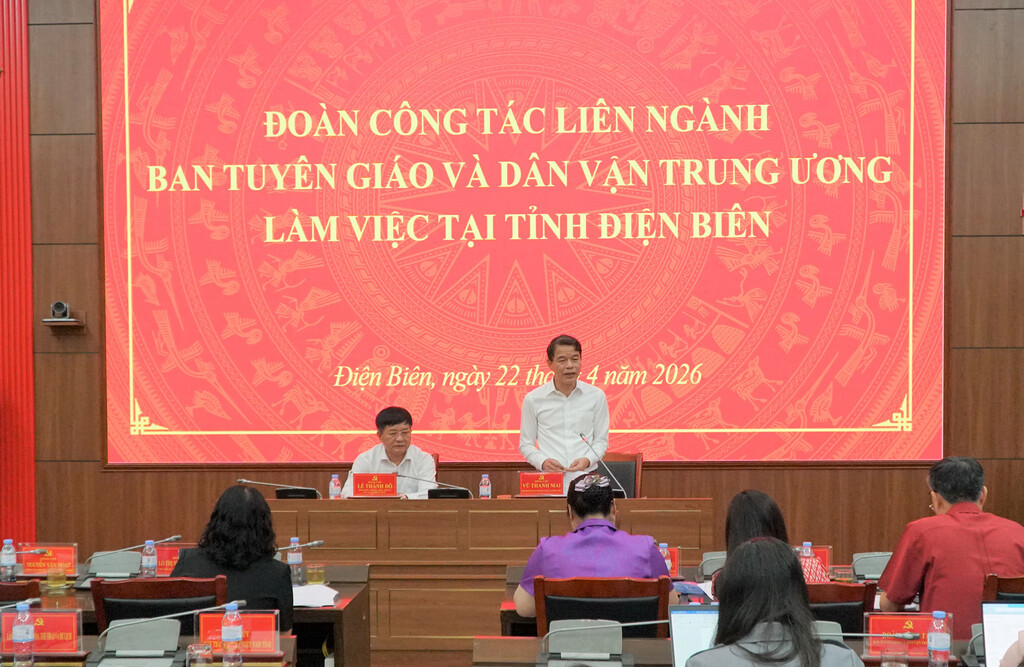 ĐOÀN CÔNG TÁC LIÊN NGÀNH
BAN TUYÊN GIÁO VÀ DÂN VẬN TRUNG ƯƠNG
LÀM VIỆC TẠI TỈNH ĐIỆN BIÊN
Điện Biên, ngày 22 4 năm 2026
LÊ THÀNH ĐÔ
VŨ THANH MAI